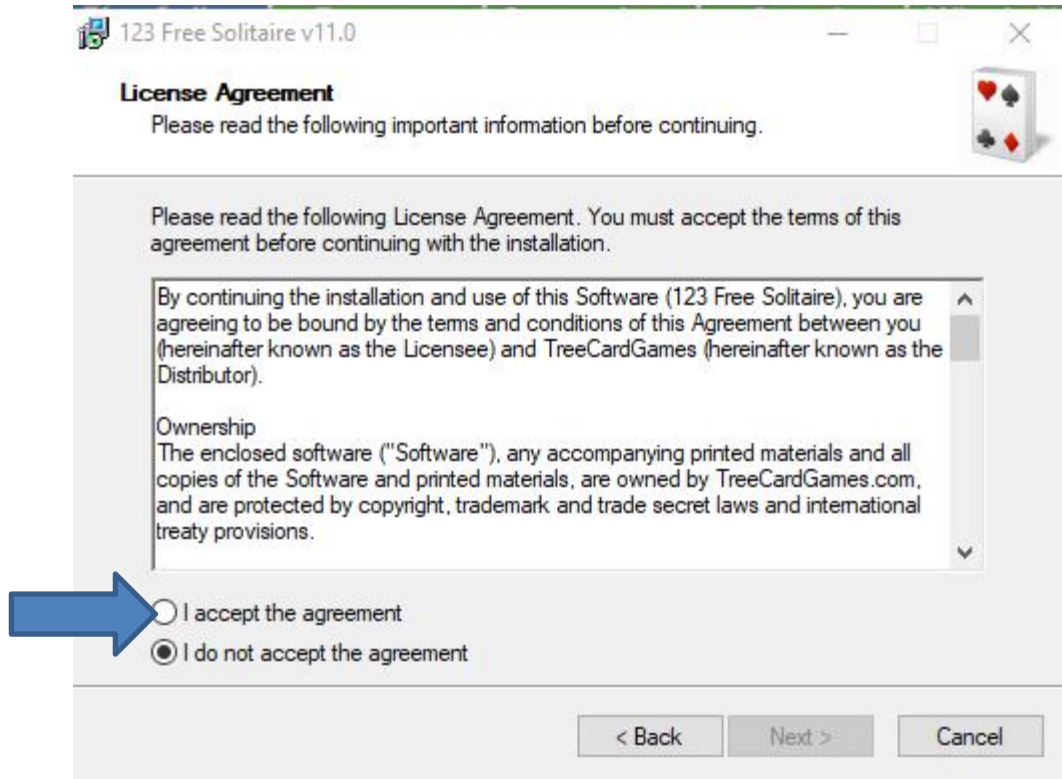 123 Free Solitaire v11.0
License Agreement
Please read the following important information before continuing.
Please read the following License Agreement. You must accept the terms of this
agreement before continuing with the installation.
By continuing the installation and use of this Software (123 Free Solitaire), you are
agreeing to be bound by the terms and conditions of this Agreement between you
(hereinafter known as the Licensee) and TreeCardGames (hereinafter known as the
Distributor).
Ownership
The enclosed software ("Software"), any accompanying printed materials and all
copies of the Software and printed materials, are owned by TreeCardGames.com,
and are protected by copyright, trademark and trade secret laws and international
treaty provisions.
I accept the agreement
I do not accept the agreement
< Back
Next >
Cancel